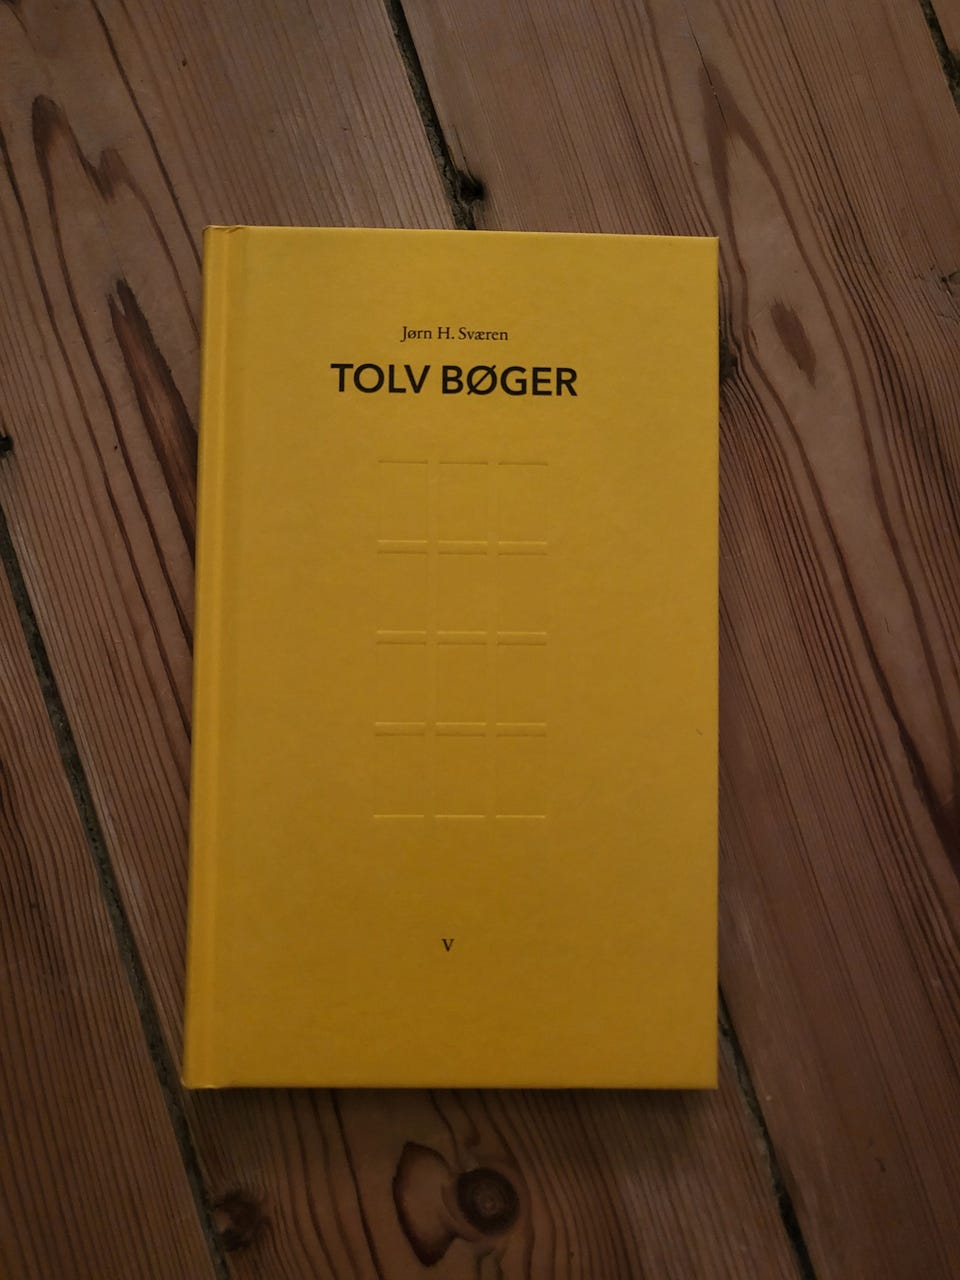 Jørn H. Sværen
TOLV BØGER
V